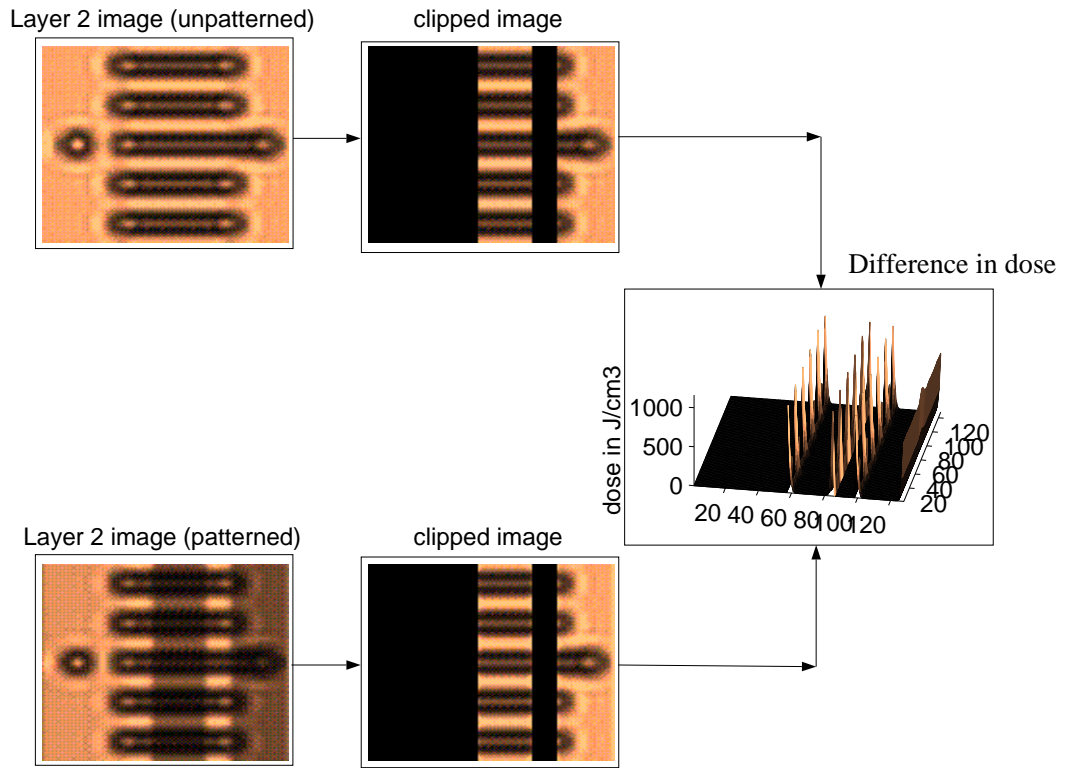 Layer 2 image (unpatterned)
clipped image
Difference in dose
dose in J/cm3
1000
500
0
20 40 60 80 100 120
120
100
80
60
40
20
Layer 2 image (patterned)
clipped image